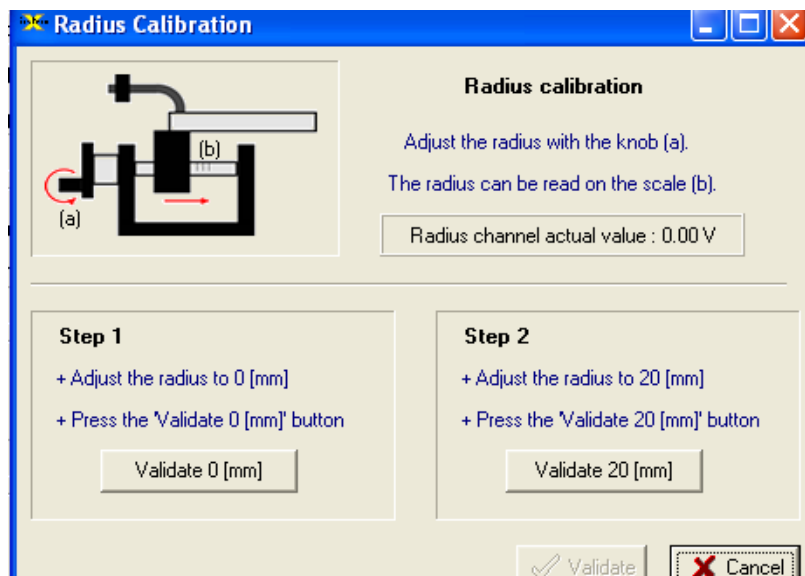 Radius Calibration
Radius calibration
(b)
(a)
Adjust the radius with the knob (a).
The radius can be read on the scale (b).
Radius channel actual value : 0.00 V
Step 1
+ Adjust the radius to 0 [mm]
+ Press the 'Validate 0 [mm]' button
Validate 0 [mm]
Step 2
+ Adjust the radius to 20 [mm]
+ Press the 'Validate 20 [mm]' button
Validate 20 [mm]
Validate
Cancel